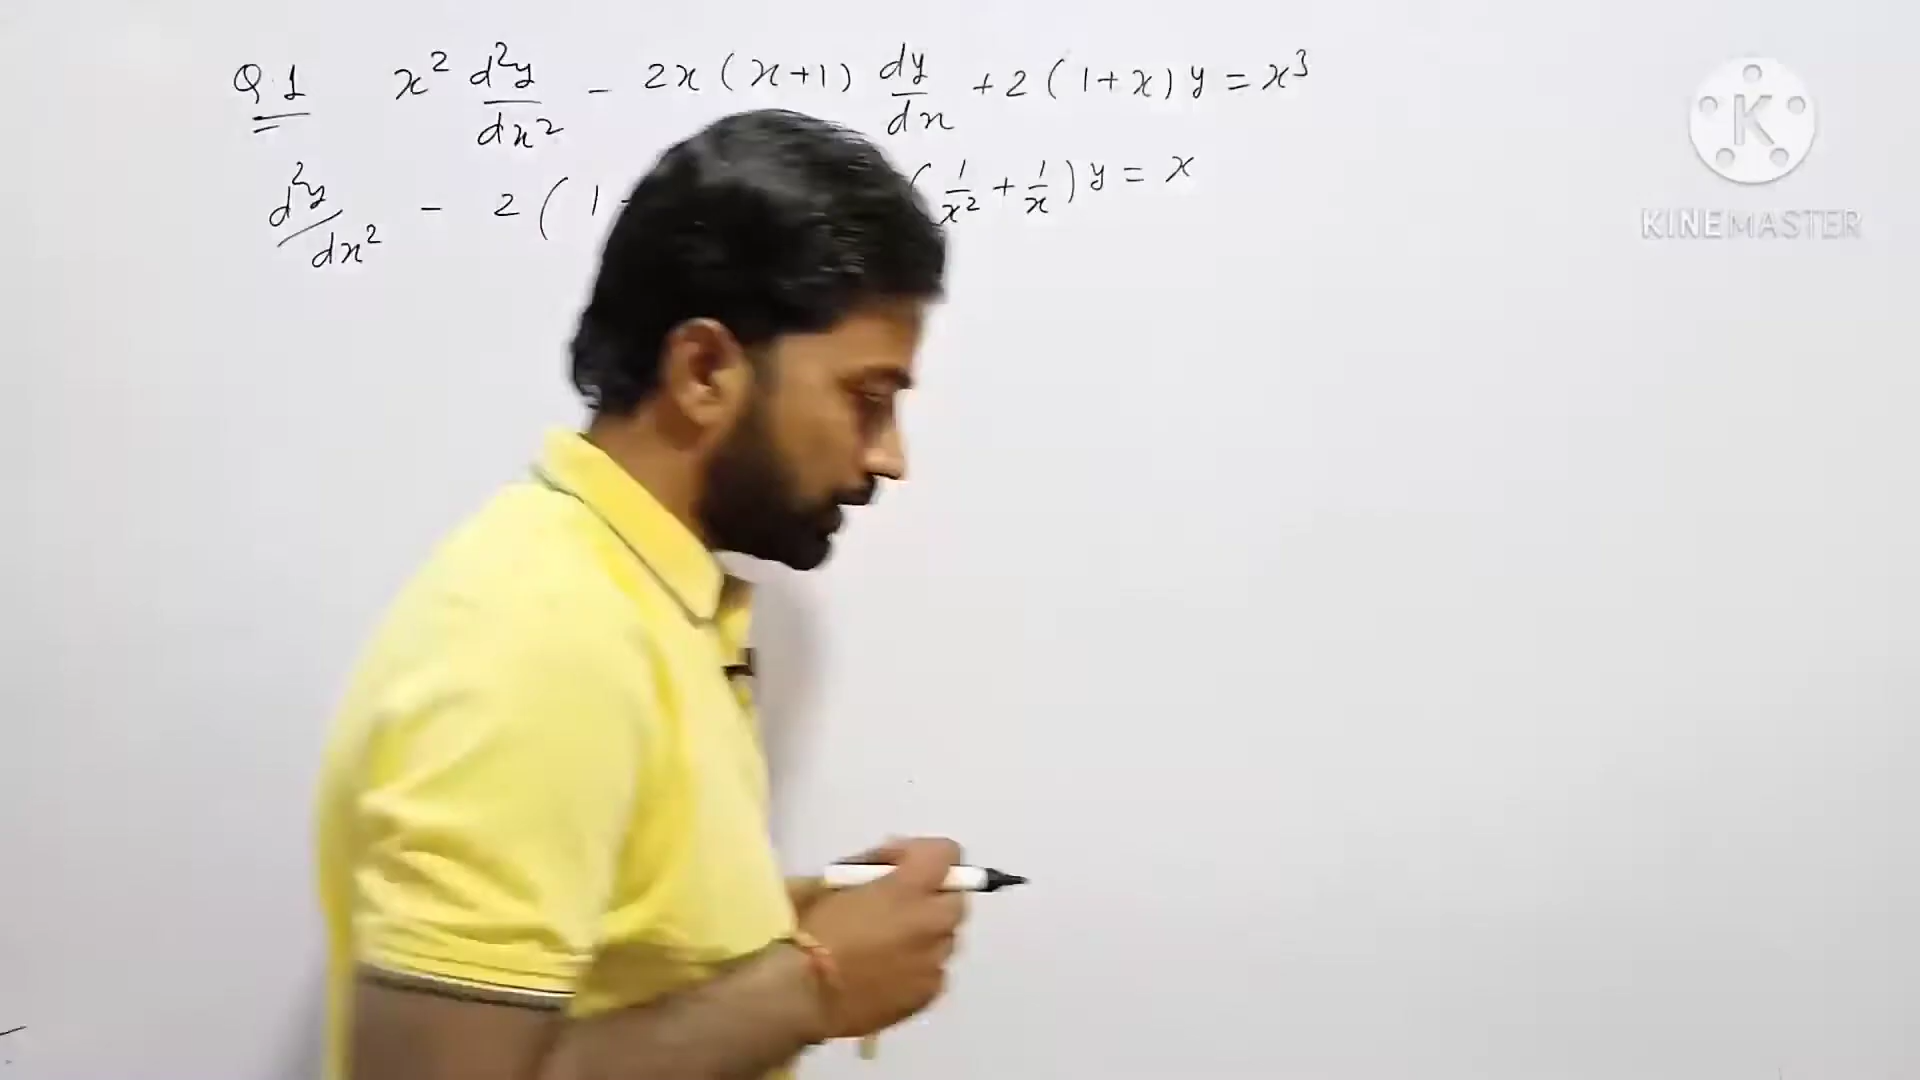 Q.1 x² d²y/dx² - 2x (x+1) dy/dx + 2 (1+x) y = x³
d²y/dx² - 2 ( 1 ( 1/x² + 1/x ) y = x
KINEMASTER